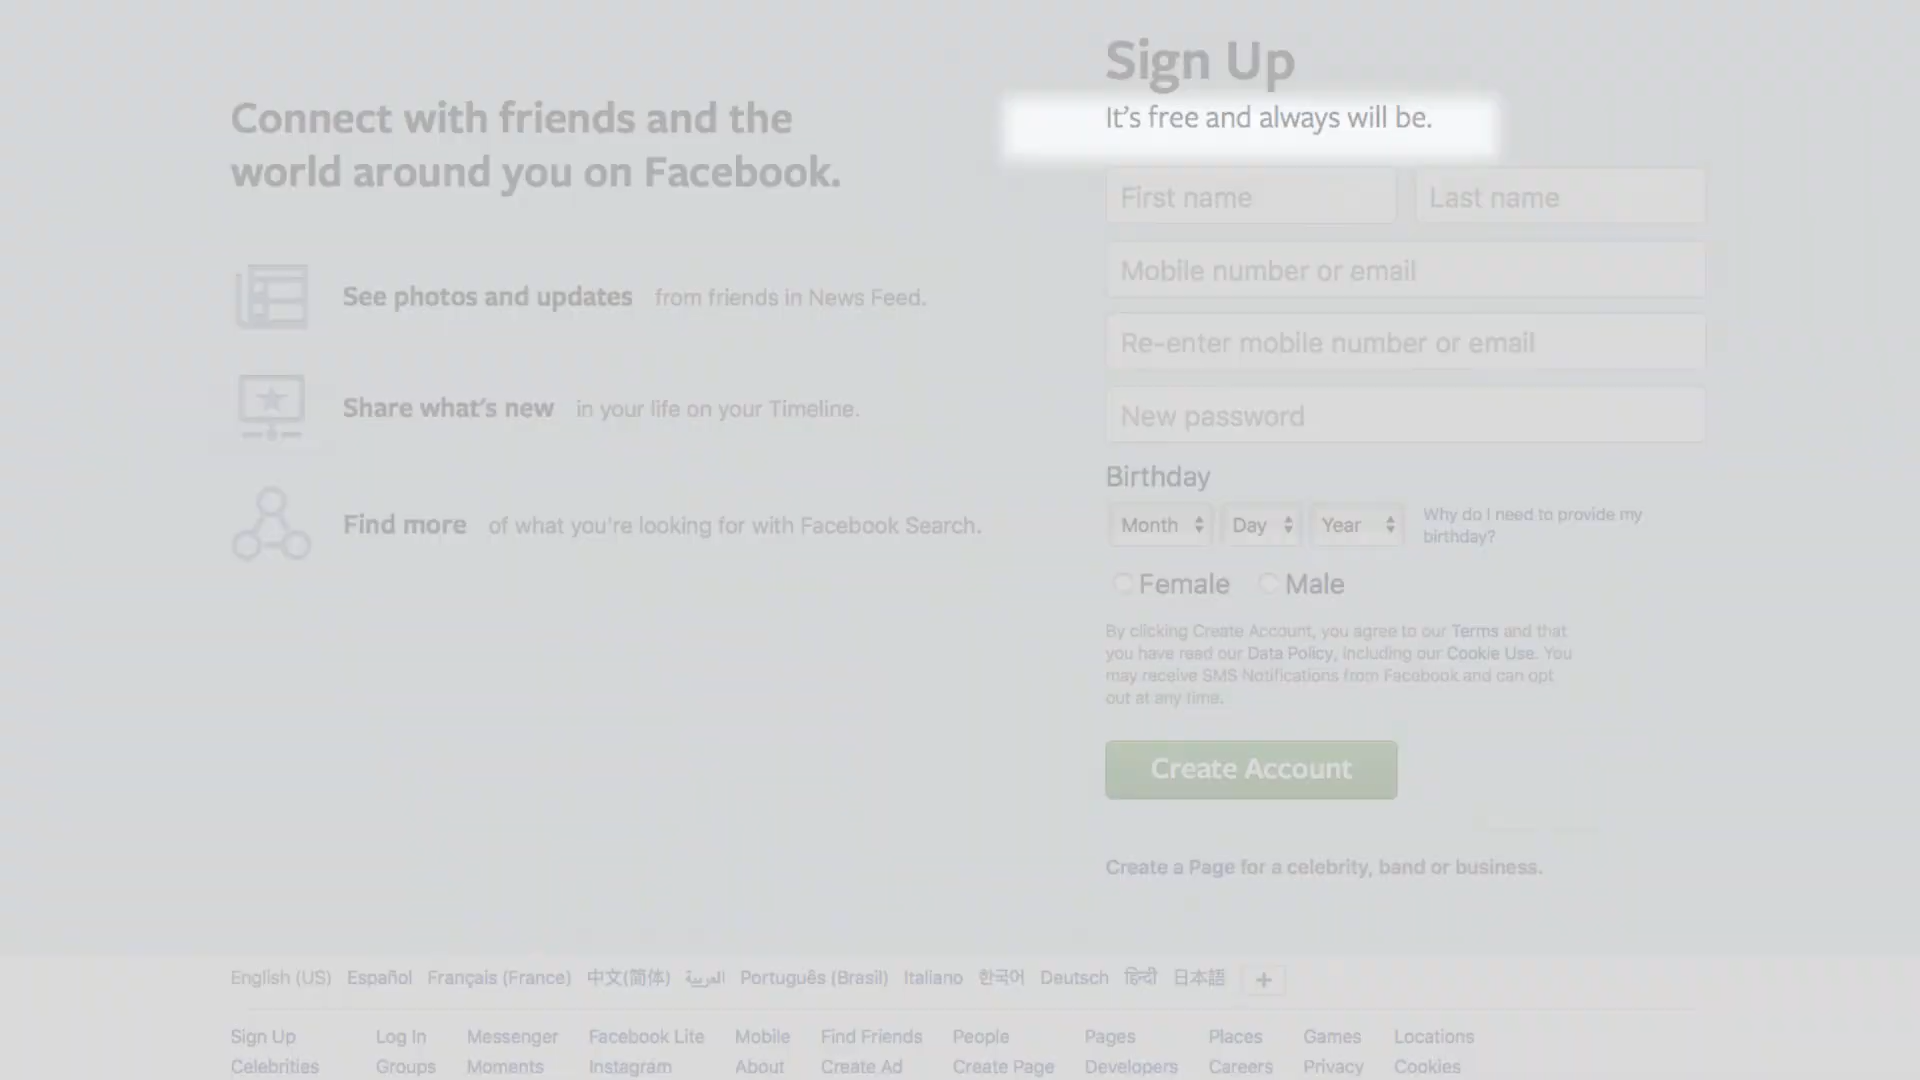 Sign Up
It's free and always will be.
Connect with friends and the
world around you on Facebook.
See photos and updates from friends in News Feed.
Share what's new in your life on your Timeline.
Find more of what you're looking for with Facebook Search.
First name Last name
Mobile number or email
Re-enter mobile number or email
New password
Birthday
Month Day Year
Why do I need to provide my
birthday?
Female Male
By clicking Create Account, you agree to our Terms and that
you have read our Data Policy, including our Cookie Use. You
may receive SMS Notifications from Facebook and can opt
out at any time.
Create Account
Create a Page for a celebrity, band or business.
English (US) Español Français (France) 中文(简体) العربية Português (Brasil) Italiano 한국어 Deutsch हिन्दी 日本語 +
Sign Up Log In Messenger Facebook Lite Mobile Find Friends People Pages Places Games Locations
Celebrities Groups Moments Instagram About Create Ad Create Page Developers Careers Privacy Cookies